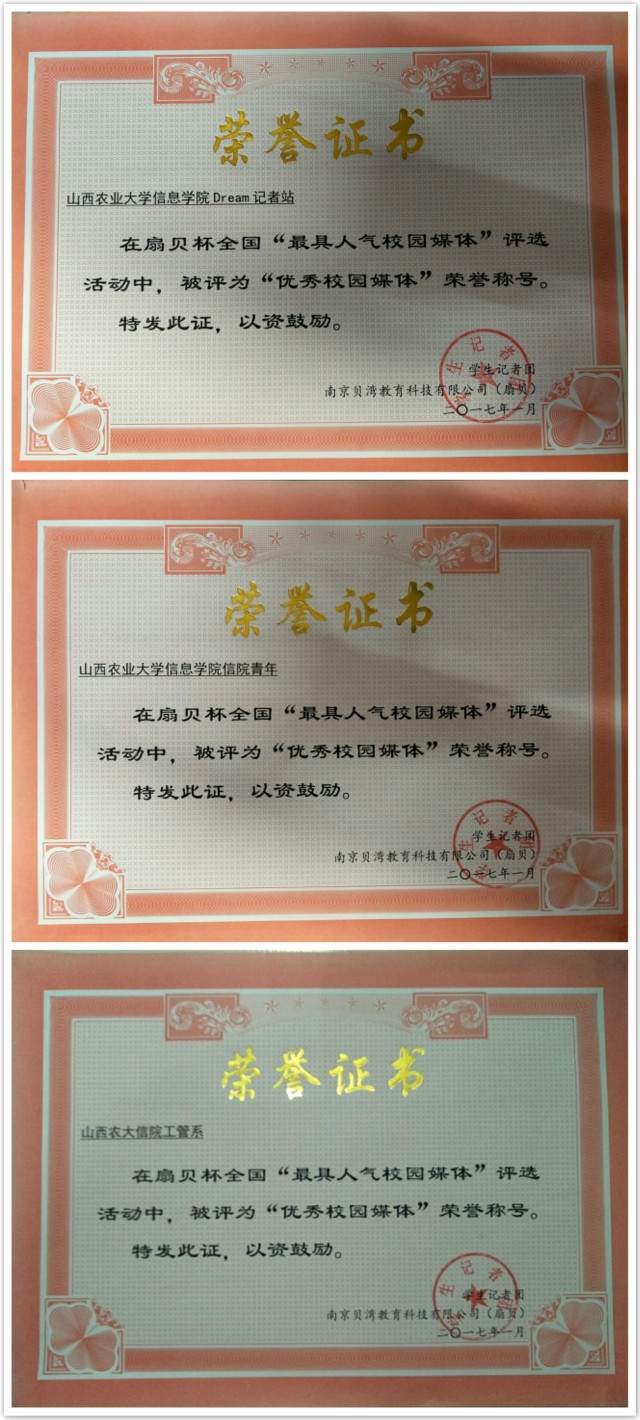 荣誉证书
山西农业大学信息学院Dream记者站
在扇贝杯全国“最具人气校园媒体”评选
活动中，被评为“优秀校园媒体”荣誉称号。
特发此证，以资鼓励。
学生记者团
南京贝湾教育科技有限公司（扇贝）
二〇一七年一月
荣誉证书
山西农业大学信息学院信院青年
在扇贝杯全国“最具人气校园媒体”评选
活动中，被评为“优秀校园媒体”荣誉称号。
特发此证，以资鼓励。
学生记者团
南京贝湾教育科技有限公司（扇贝）
二〇一七年一月
荣誉证书
山西农大信院工管系
在扇贝杯全国“最具人气校园媒体”评选
活动中，被评为“优秀校园媒体”荣誉称号。
特发此证，以资鼓励。
学生记者团
南京贝湾教育科技有限公司（扇贝）
二〇一七年一月